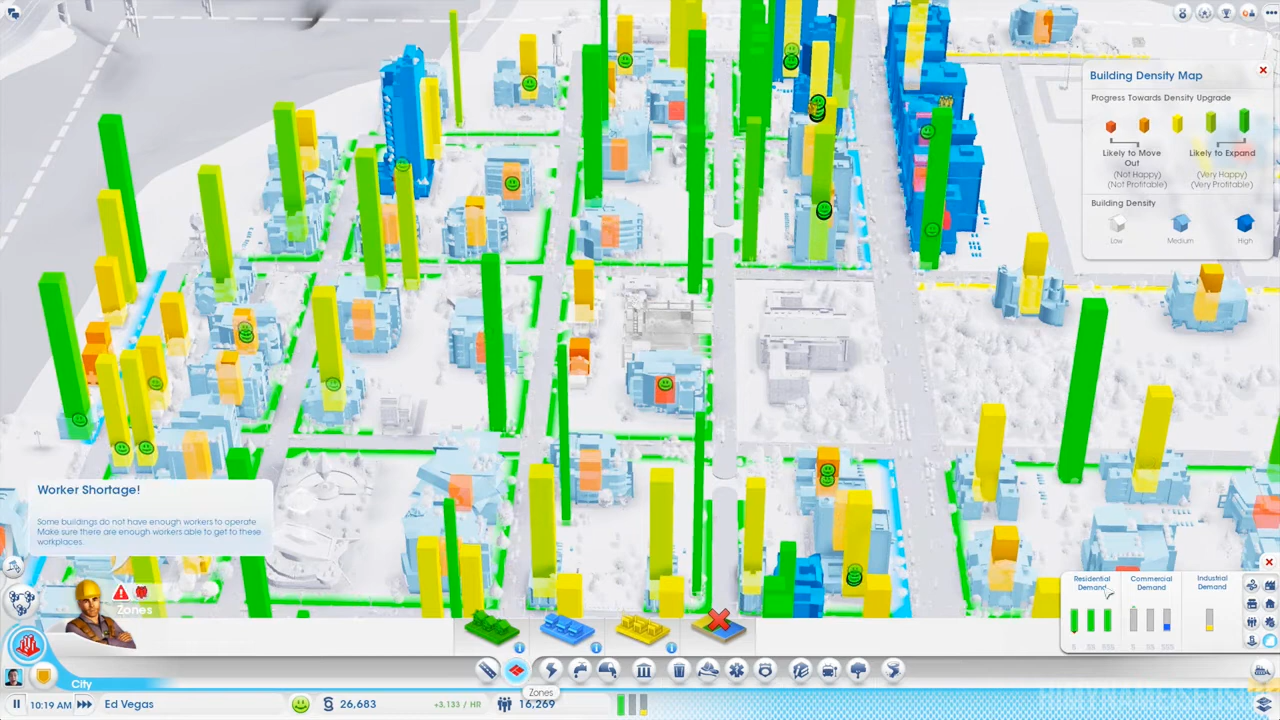 Building Density Map
Progress Towards Density Upgrade
Likely to Move Out
Likely to Expand
(Not Happy)
(Very Happy)
(Not Profitable)
(Very Profitable)
Building Density
Low
Medium
High
Worker Shortage!
Some buildings do not have enough workers to operate
Make sure there are enough workers able to get to these
workplaces.
Zones
Residential Demand
Commercial Demand
Industrial Demand
$ $$ $$$
$ $$ $$$
Zones
City
10:19 AM
Ed Vegas
26,683
+3,133 / HR
16,269